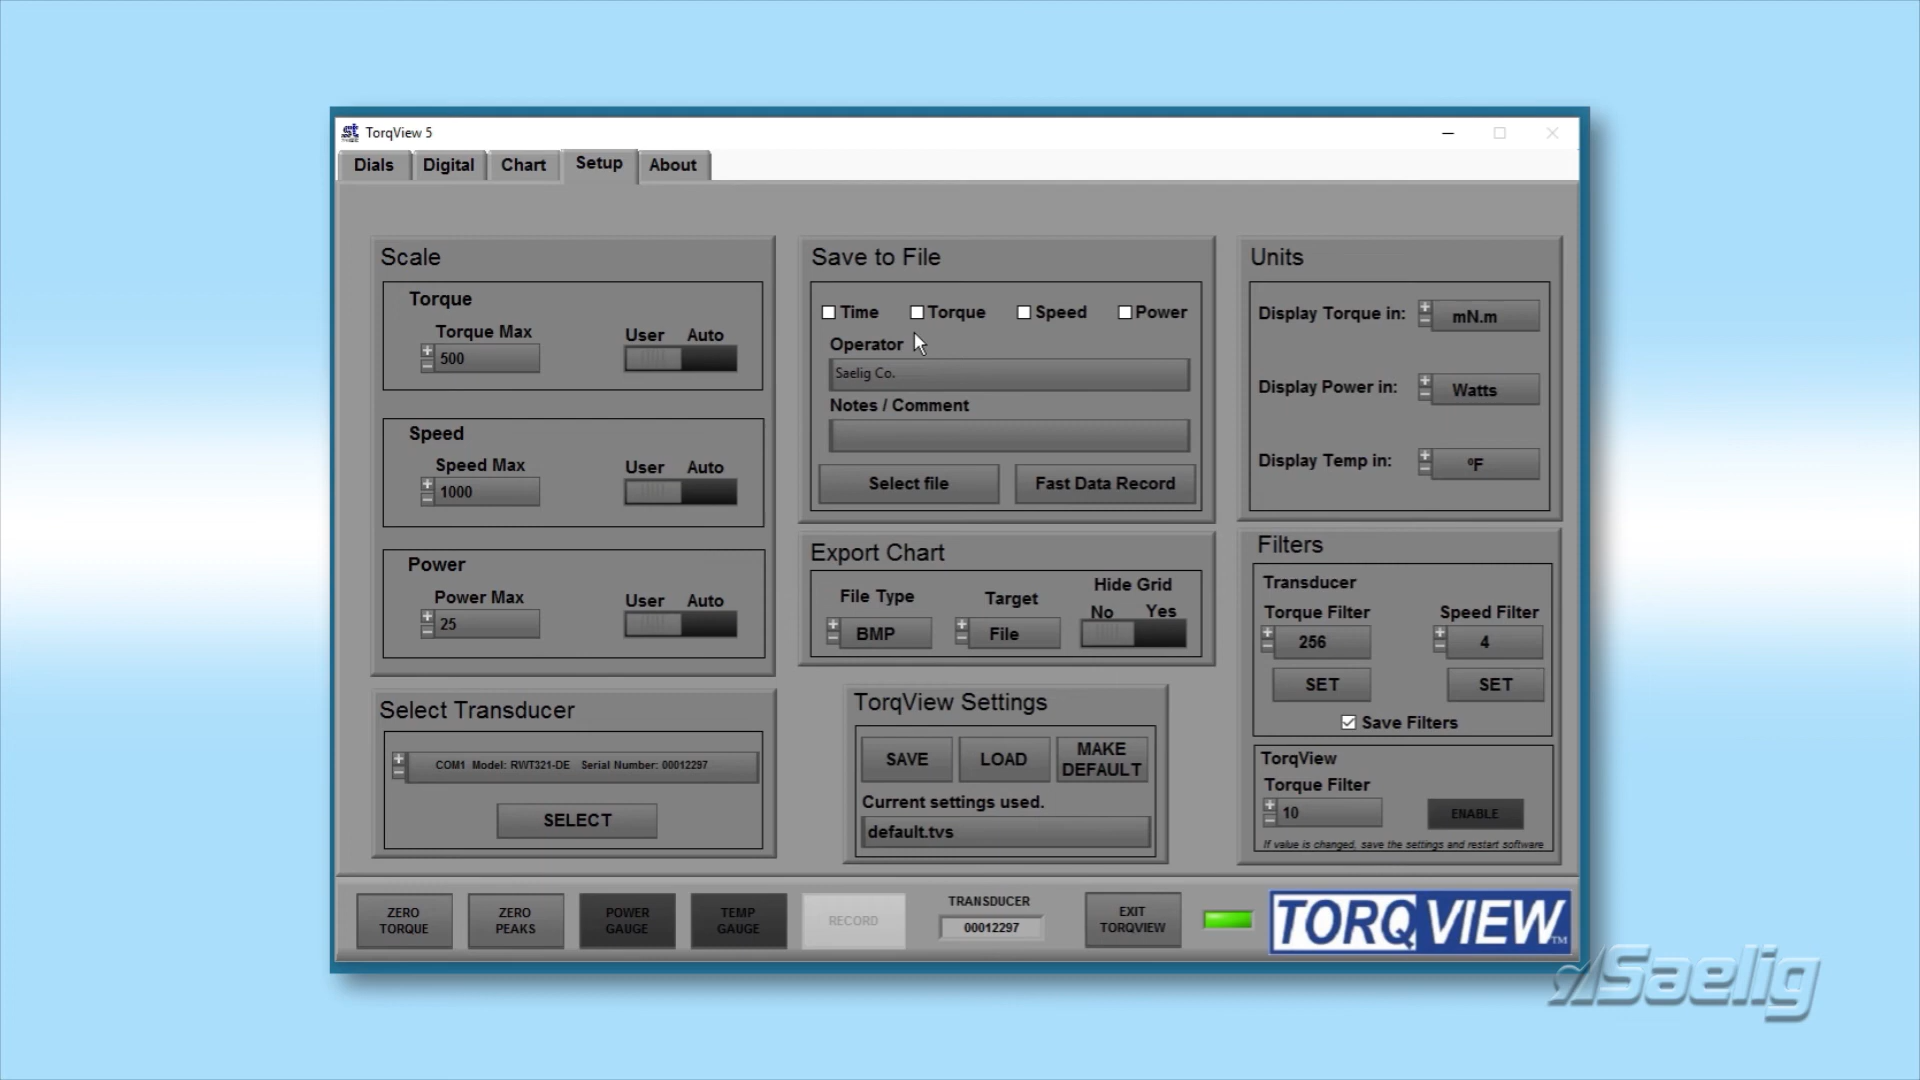 TorqView 5
Dials Digital Chart Setup About
Scale
Torque
Torque Max
500
User Auto
Speed
Speed Max
1000
User Auto
Power
Power Max
25
User Auto
Select Transducer
COM1 Model: RWT321-DE Serial Number: 00012297
SELECT
Save to File
Time Torque Speed Power
Operator
Saelig Co.
Notes / Comment
Select file Fast Data Record
Export Chart
File Type
BMP
Target
File
Hide Grid
No Yes
TorqView Settings
SAVE LOAD MAKE DEFAULT
Current settings used.
default.tvs
Units
Display Torque in: mN.m
Display Power in: Watts
Display Temp in: ºF
Filters
Transducer
Torque Filter Speed Filter
256 4
SET SET
Save Filters
TorqView
Torque Filter
10 ENABLE
If value is changed, save the settings and restart software
ZERO TORQUE
ZERO PEAKS
POWER GAUGE
TEMP GAUGE
RECORD
TRANSDUCER
00012297
EXIT TORQVIEW
TORQVIEW™
Saelig